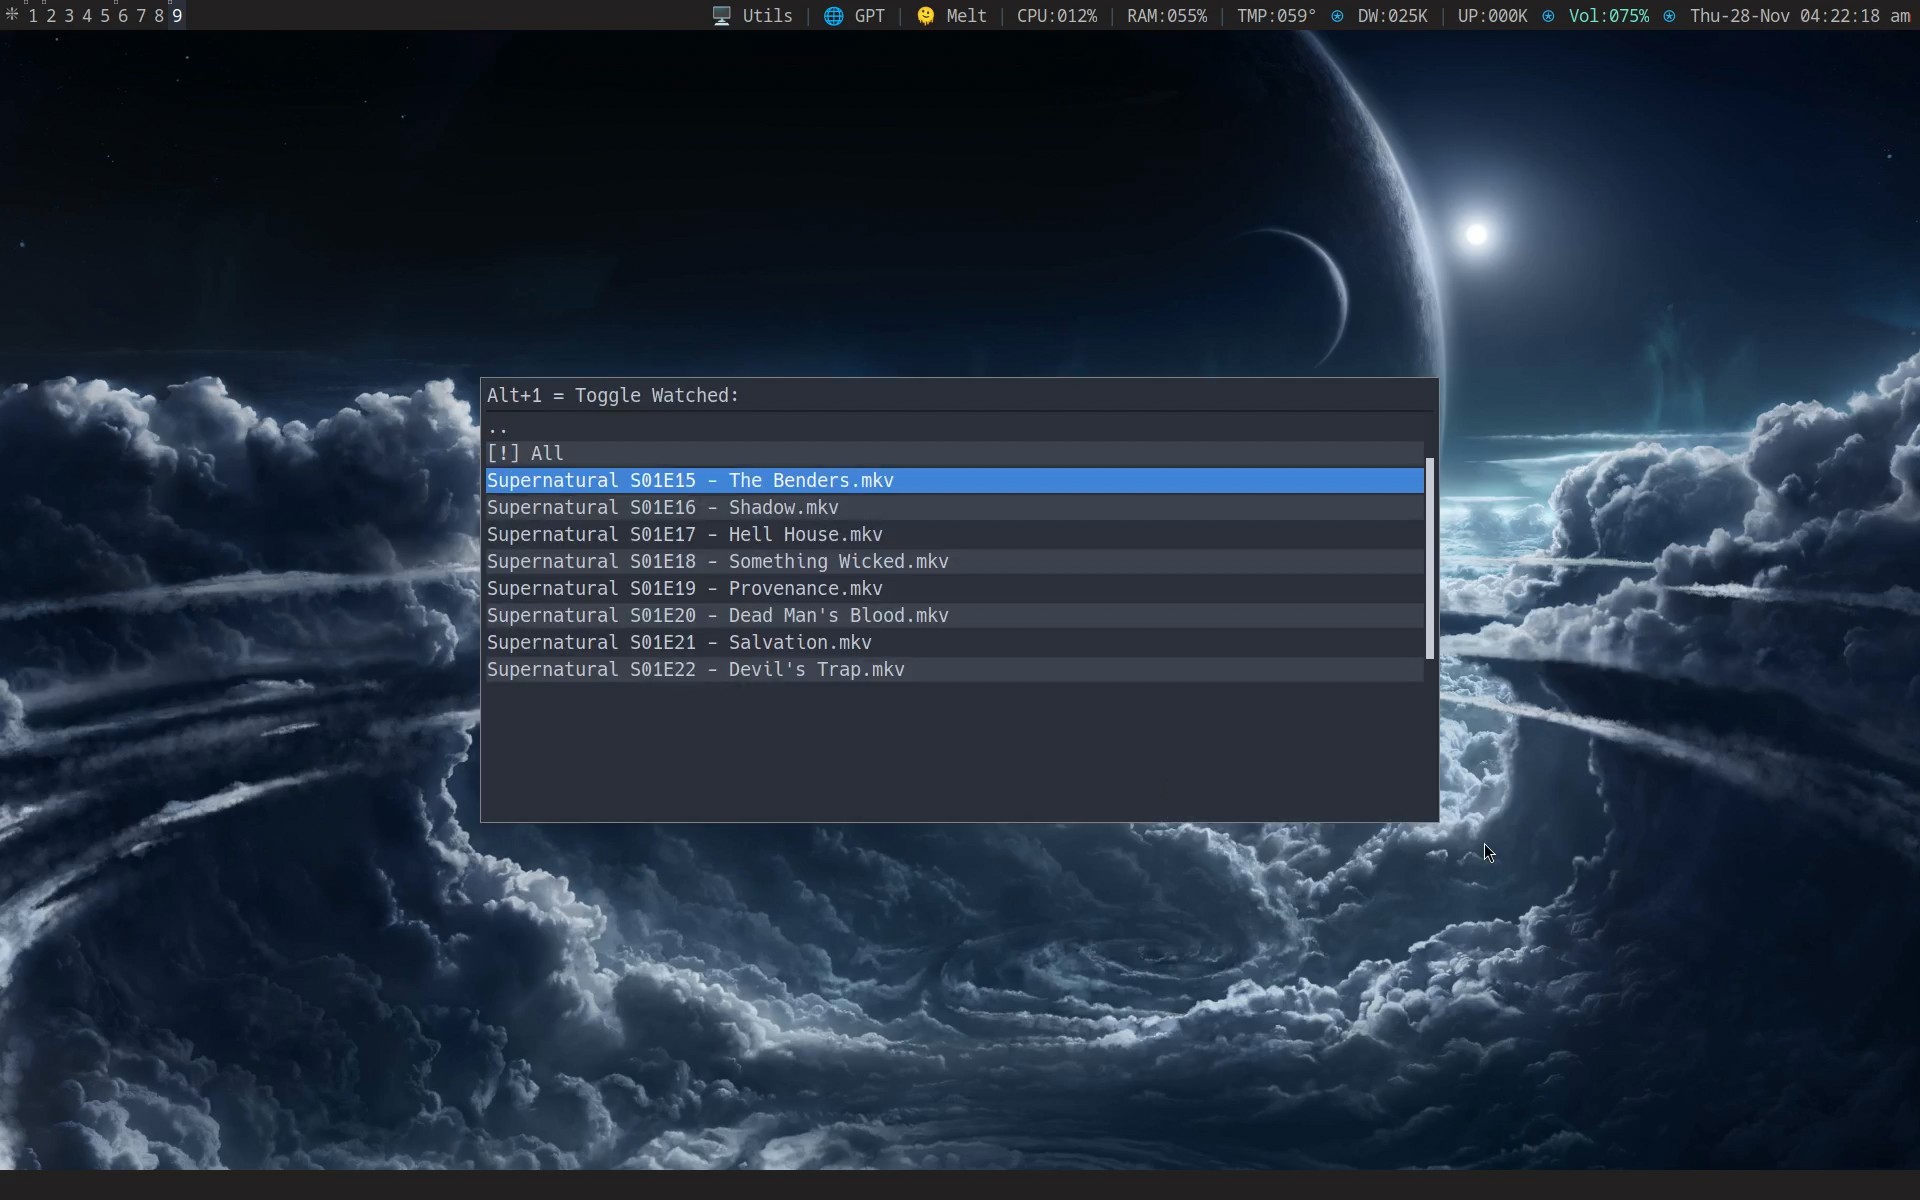 1 2 3 4 5 6 7 8 9 Utils | GPT | Melt | CPU:012% | RAM:055% | TMP:059° DW:025K | UP:000K Vol:075% Thu-28-Nov 04:22:18 am
Alt+1 = Toggle Watched:
..
[!] All
Supernatural S01E15 - The Benders.mkv
Supernatural S01E16 - Shadow.mkv
Supernatural S01E17 - Hell House.mkv
Supernatural S01E18 - Something Wicked.mkv
Supernatural S01E19 - Provenance.mkv
Supernatural S01E20 - Dead Man's Blood.mkv
Supernatural S01E21 - Salvation.mkv
Supernatural S01E22 - Devil's Trap.mkv